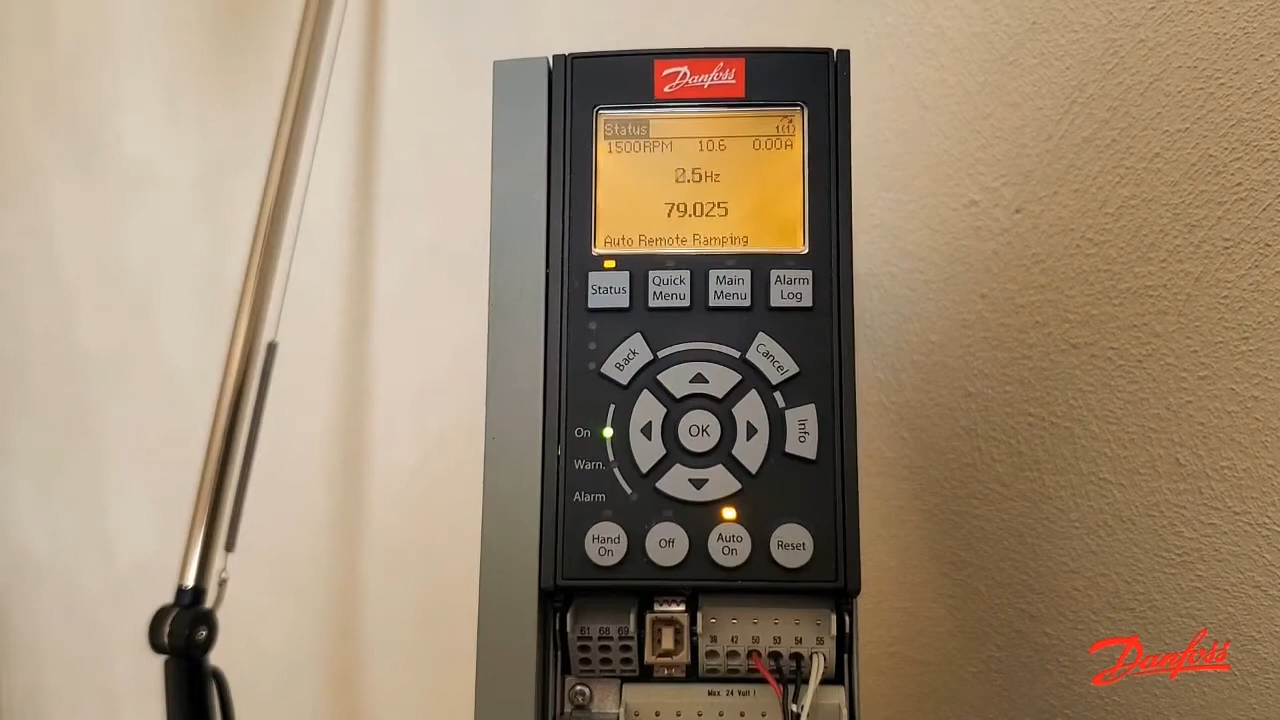 Danfoss
Status 1(1)
1500RPM 10.6 0.00A
Hz
79.025
Auto Remote Ramping
Status
Quick
Menu
Main
Menu
Alarm
Log
Back
Cancel
OK
Info
On
Warn.
Alarm
Hand
On
Off
Auto
On
Reset
61 68 69
39 42 50 53 54 55
Max. 24 Volt !
Danfoss